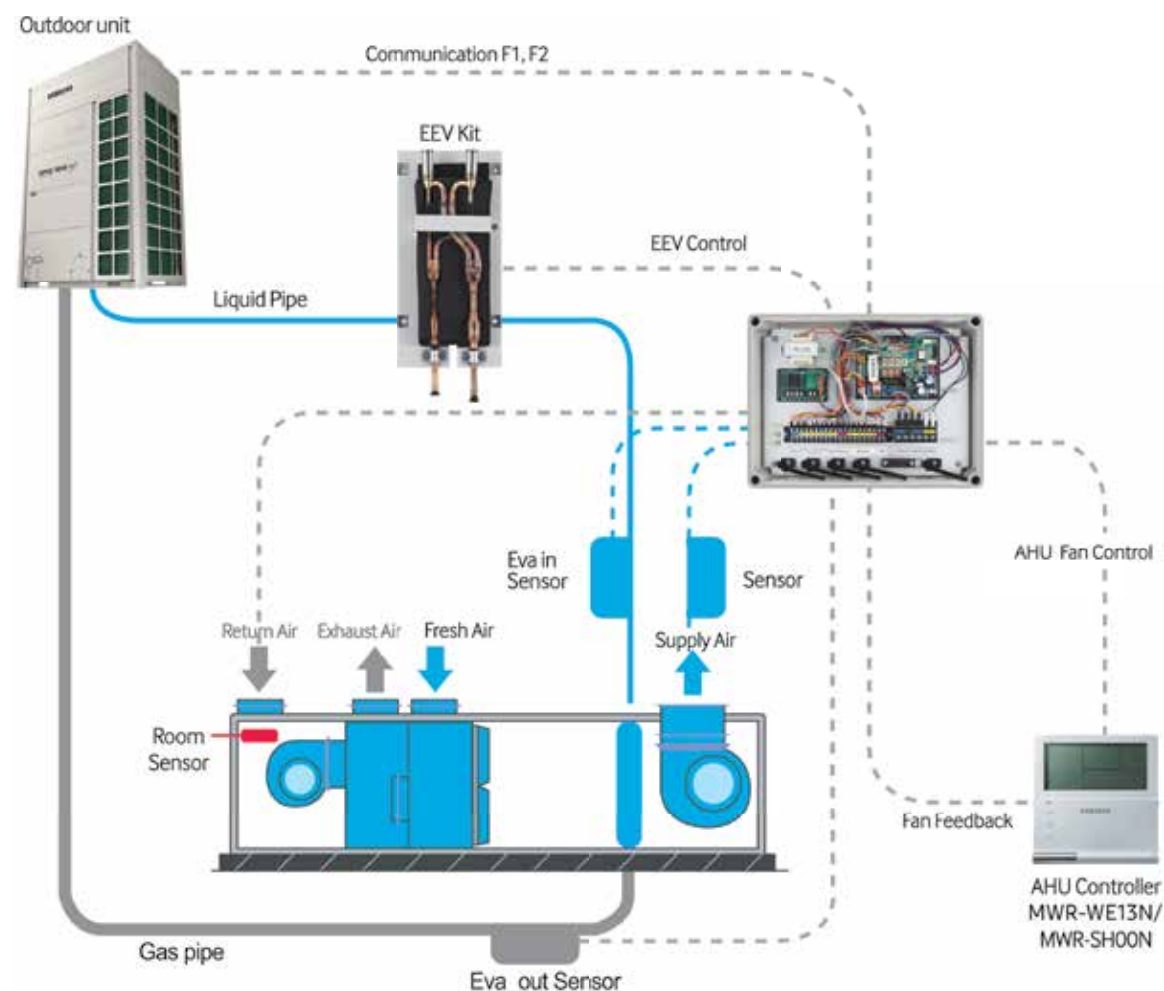 Outdoor unit
Communication F1, F2
EEV Kit
EEV Control
Liquid Pipe
Eva in
Sensor
Sensor
AHU Fan Control
Return Air
Exhaust Air
Fresh Air
Supply Air
Room
Sensor
Fan Feedback
AHU Controller
MWR-WE13N/
MWR-SH00N
Gas pipe
Eva out Sensor